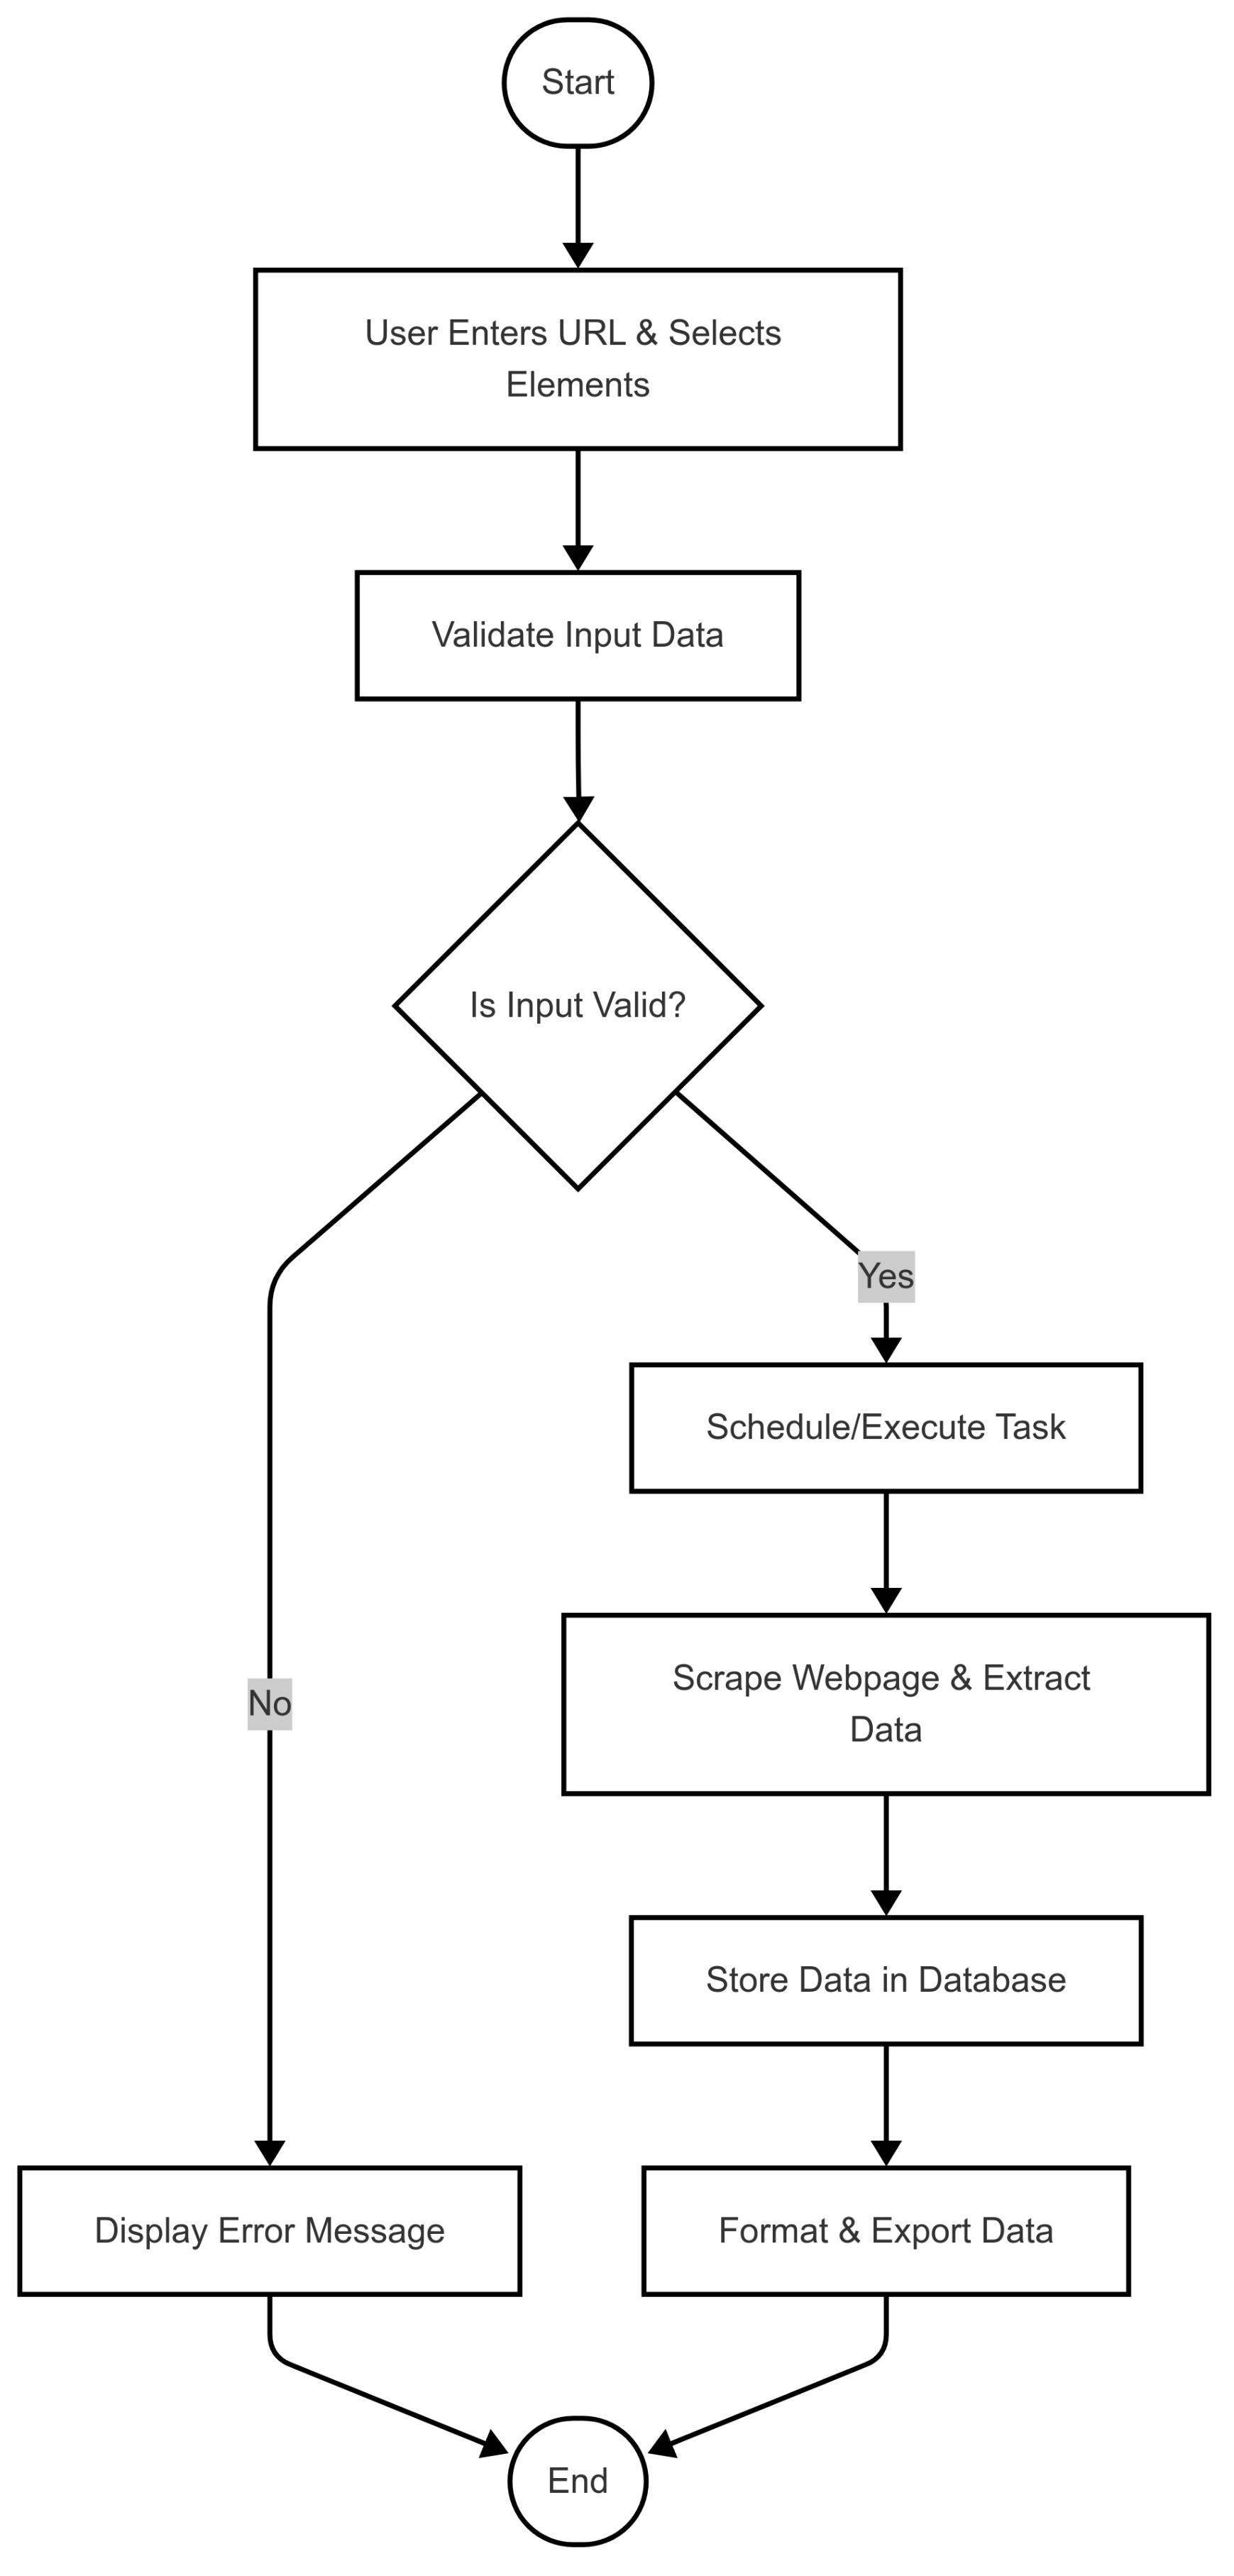 Start
User Enters URL & Selects
Elements
Validate Input Data
Is Input Valid?
Yes
Schedule/Execute Task
Scrape Webpage & Extract
Data
No
Store Data in Database
Display Error Message
Format & Export Data
End